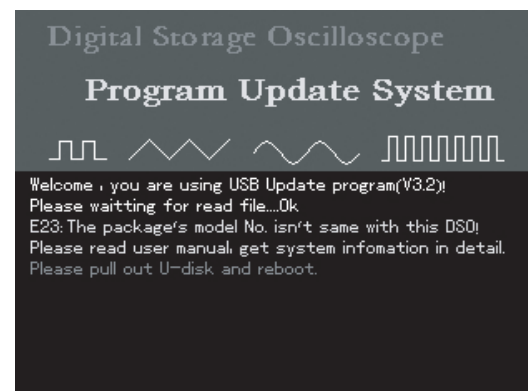 Digital Storage Oscilloscope
Program Update System
Welcome , you are using USB Update program(V3.2)!
Please waitting for read file....Ok
E23: The package's model No. isn't same with this DSO!
Please read user manual, get system infomation in detail.
Please pull out U-disk and reboot.